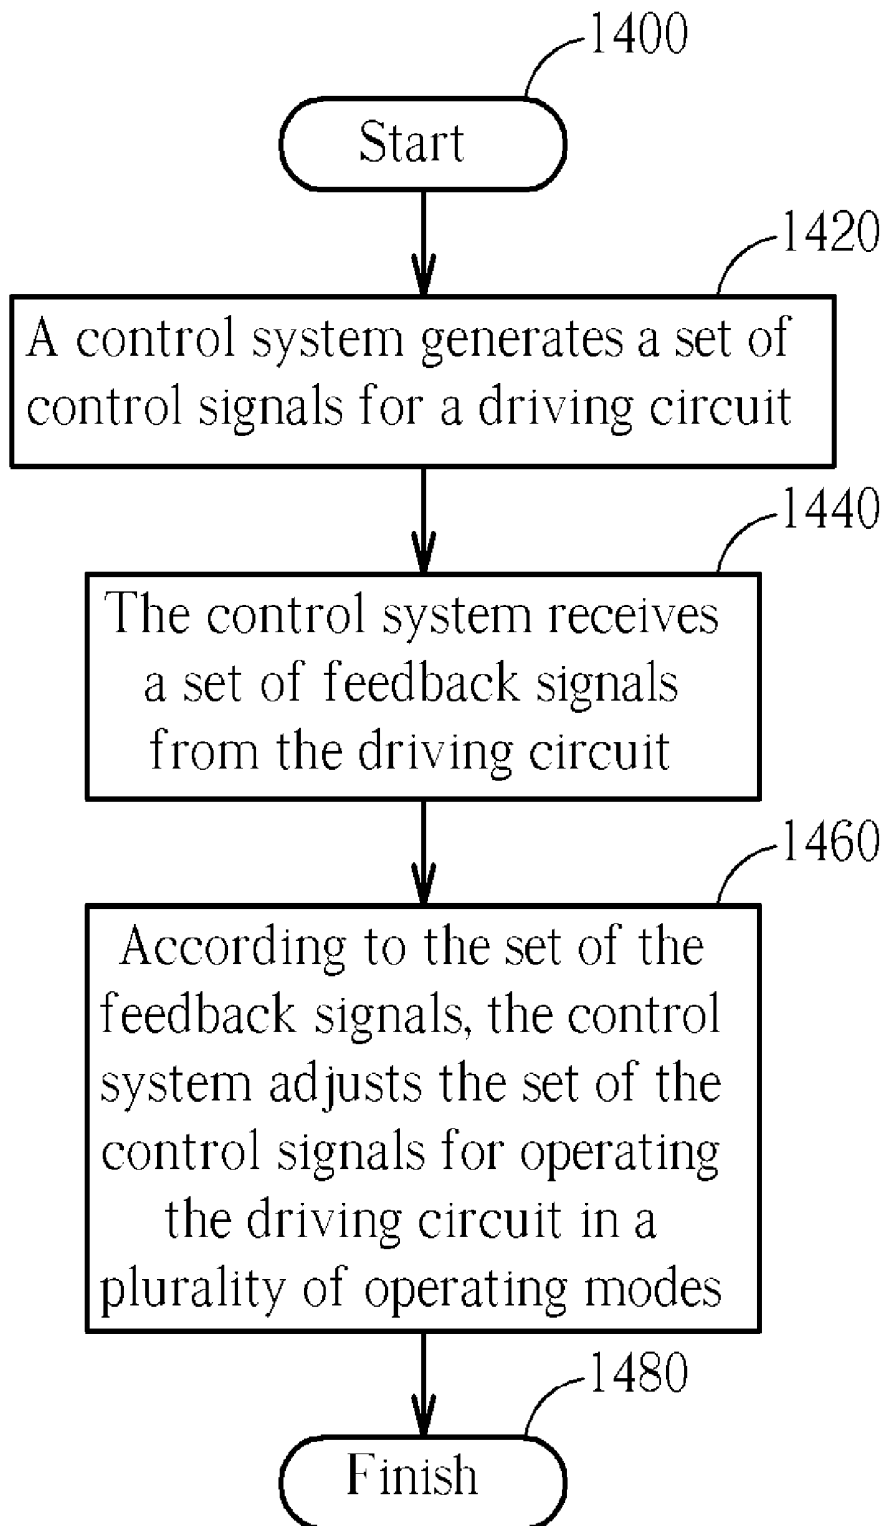 1400
Start
1420
A control system generates a set of
control signals for a driving circuit
1440
The control system receives
a set of feedback signals
from the driving circuit
1460
According to the set of the
feedback signals, the control
system adjusts the set of the
control signals for operating
the driving circuit in a
plurality of operating modes
1480
Finish